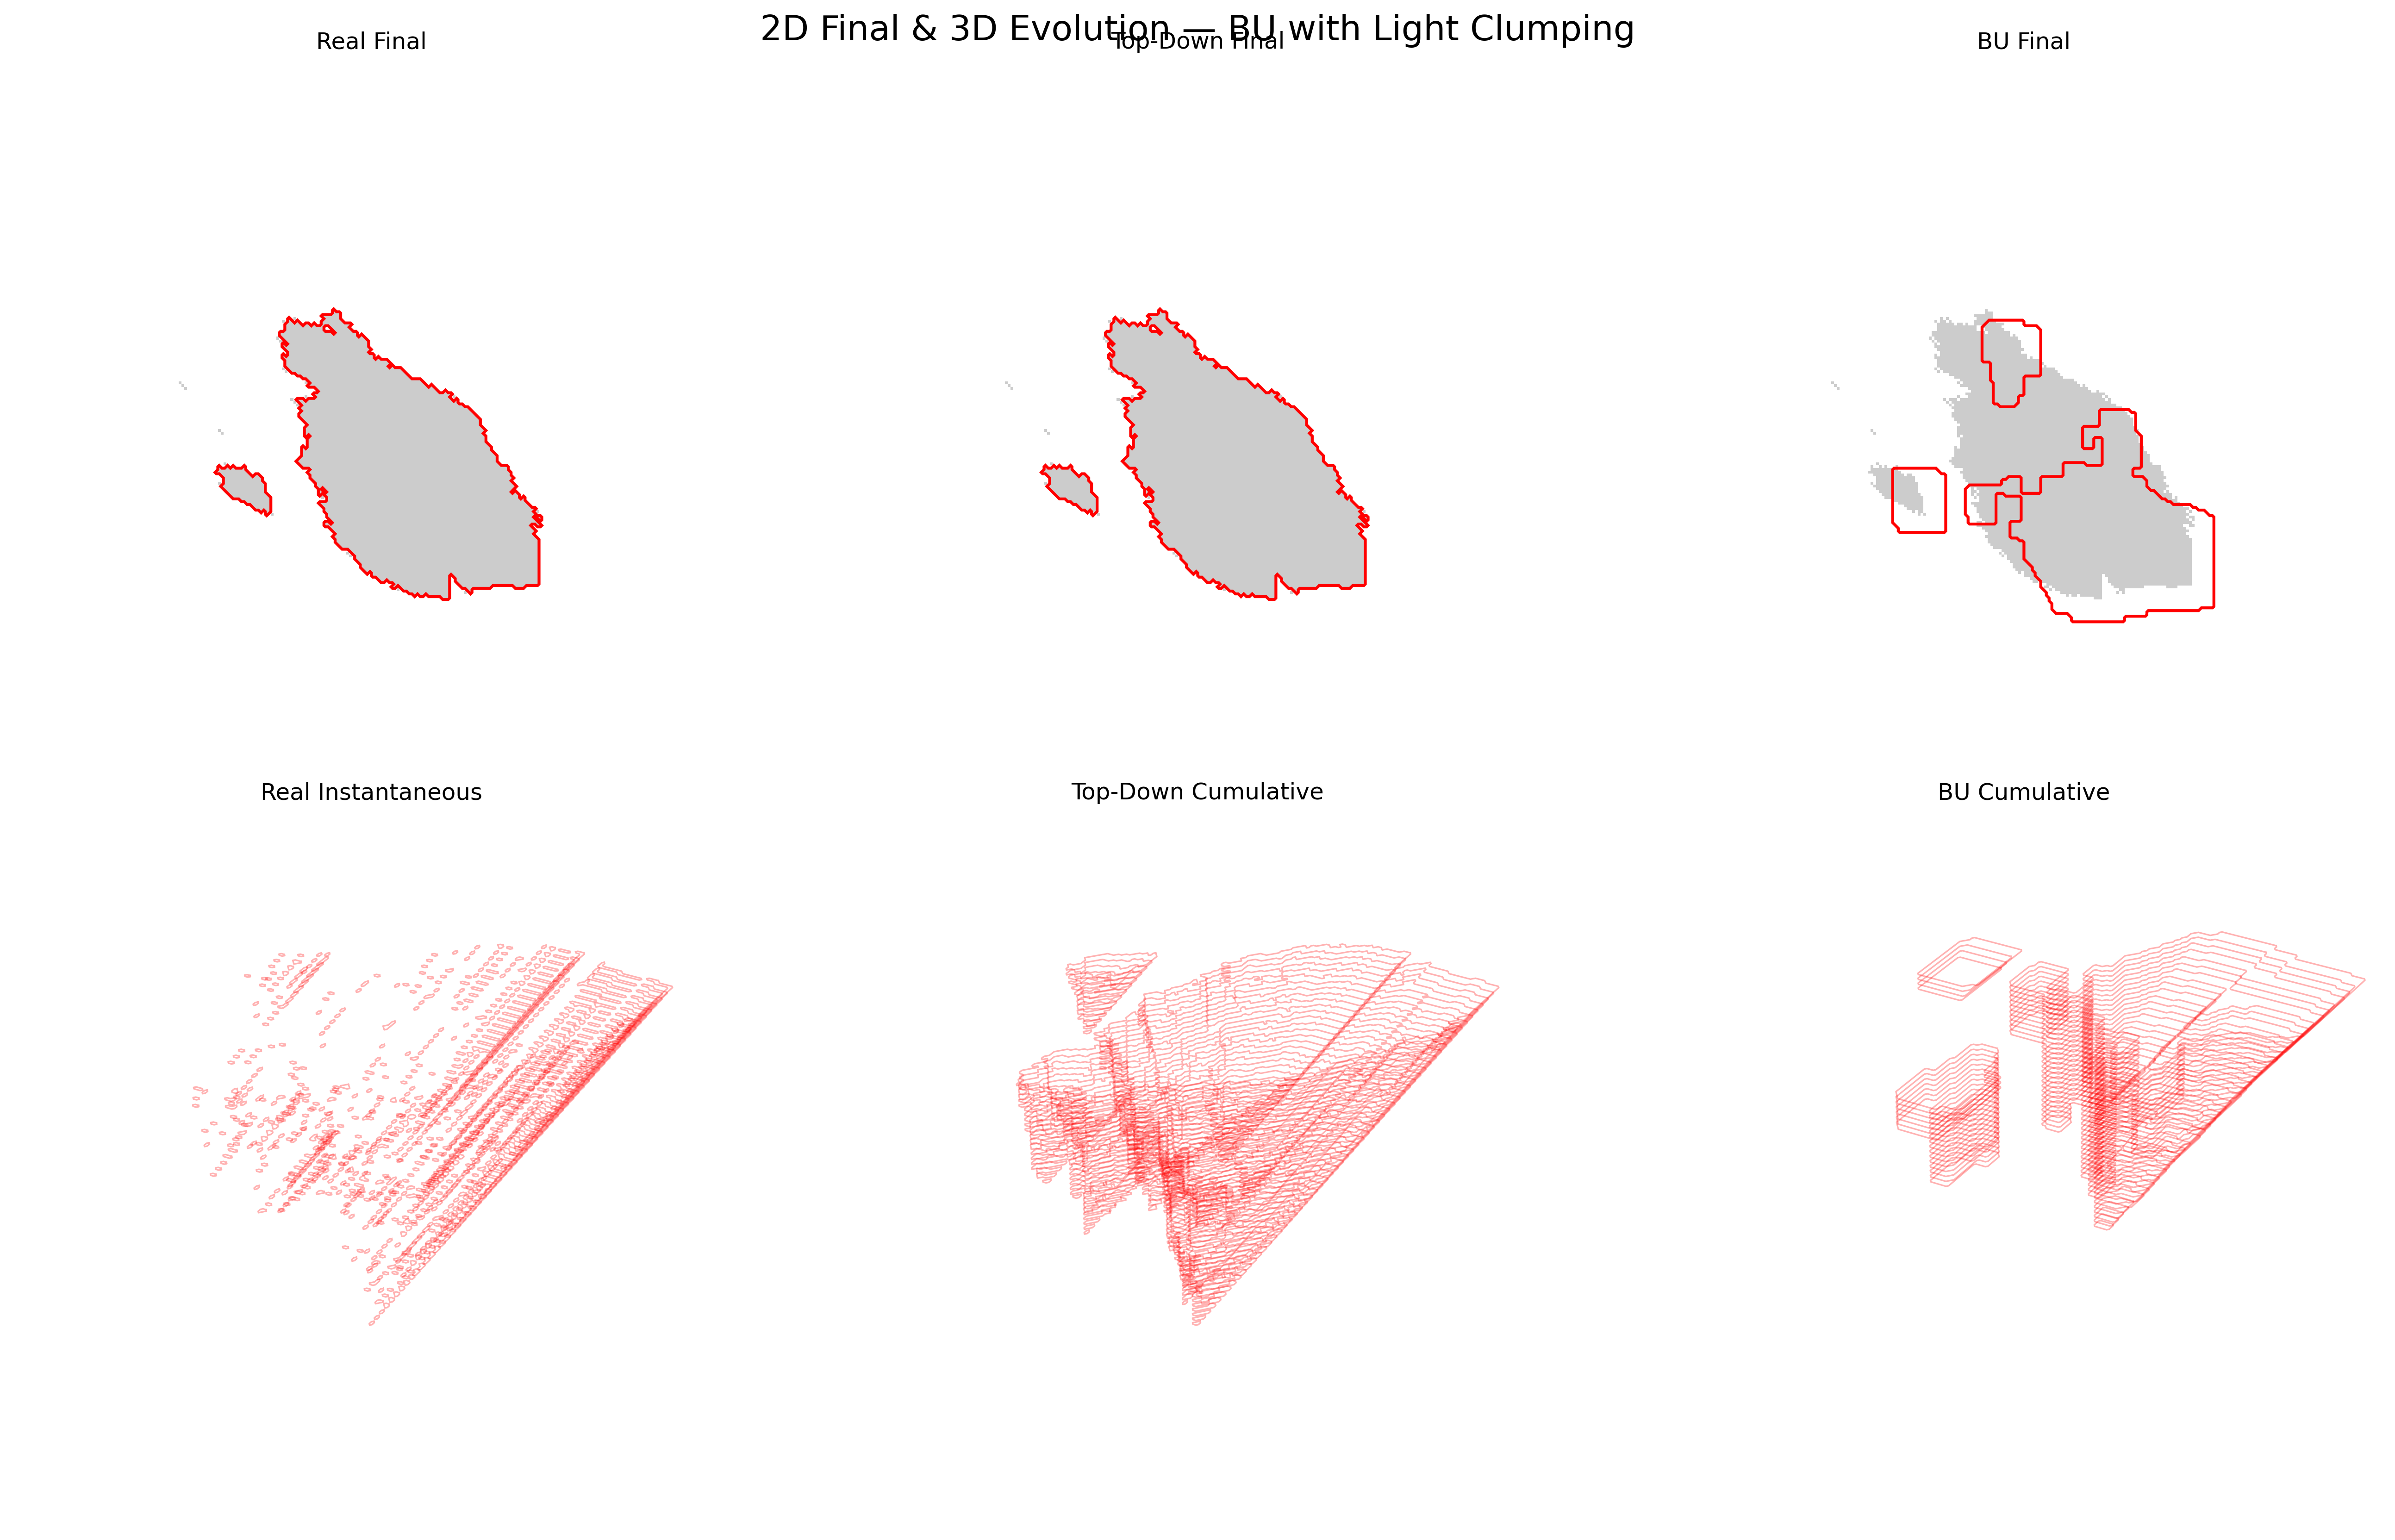 2D Final & 3D Evolution — BU with Light Clumping
Real Final
Top-Down Final
BU Final
Real Instantaneous
Top-Down Cumulative
BU Cumulative